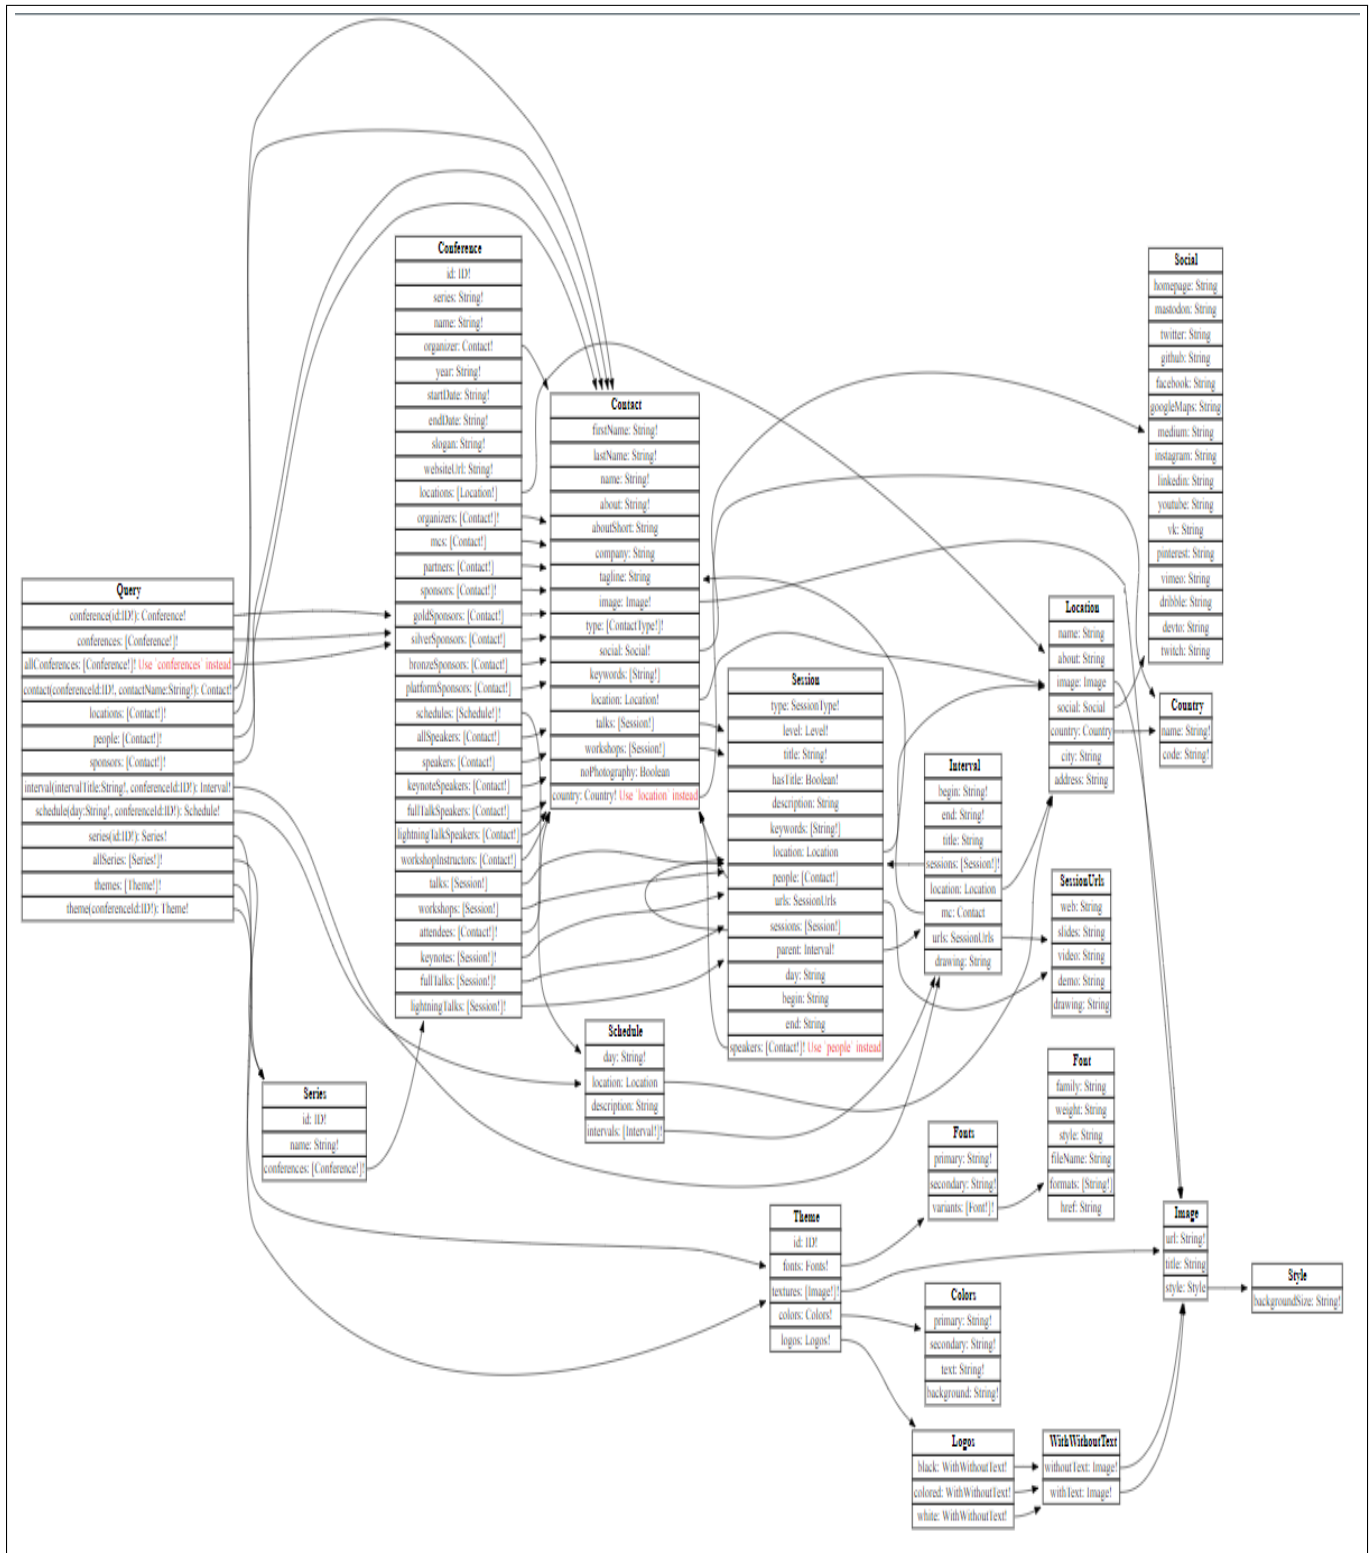 Query
conference(id:ID!): Conference!
conferences: [Conference!]!
allConferences: [Conference!]! Use `conferences` instead
contact(conferenceId:ID!, contactName:String!): Contact!
locations: [Contact!]!
people: [Contact!]!
sponsors: [Contact!]!
interval(intervalTitle:String!, conferenceId:ID!): Interval!
schedule(day:String!, conferenceId:ID!): Schedule!
series(id:ID!): Series!
allSeries: [Series!]!
themes: [Theme!]!
theme(conferenceId:ID!): Theme!
Conference
id: ID!
series: String!
name: String!
organizer: Contact!
year: String!
startDate: String!
endDate: String!
slogan: String!
websiteUrl: String!
locations: [Location!]
organizers: [Contact!]!
mcs: [Contact!]
partners: [Contact!]
sponsors: [Contact!]!
goldSponsors: [Contact!]
silverSponsors: [Contact!]
bronzeSponsors: [Contact!]
platformSponsors: [Contact!]
schedules: [Schedule!]!
allSpeakers: [Contact!]
speakers: [Contact!]
keynoteSpeakers: [Contact!]
fullTalkSpeakers: [Contact!]
lightningTalkSpeakers: [Contact!]
workshopInstructors: [Contact!]
talks: [Session!]
workshops: [Session!]
attendees: [Contact!]!
keynotes: [Session!]!
fullTalks: [Session!]!
lightningTalks: [Session!]!
Series
id: ID!
name: String!
conferences: [Conference!]!
Contact
firstName: String!
lastName: String!
name: String!
about: String!
aboutShort: String
company: String
tagline: String
image: Image!
type: [ContactType!]!
social: Social!
keywords: [String!]
location: Location!
talks: [Session!]
workshops: [Session!]
noPhotography: Boolean
country: Country! Use `location` instead
Schedule
day: String!
location: Location
description: String
intervals: [Interval!]!
Session
type: SessionType!
level: Level!
title: String!
hasTitle: Boolean!
description: String
keywords: [String!]
location: Location
people: [Contact!]
urls: SessionUrls
sessions: [Session!]
parent: Interval!
day: String
begin: String
end: String
speakers: [Contact!]! Use `people` instead
Interval
begin: String!
end: String!
title: String
sessions: [Session!]!
location: Location
mc: Contact
urls: SessionUrls
drawing: String
Social
homepage: String
mastodon: String
twitter: String
github: String
facebook: String
googleMaps: String
medium: String
instagram: String
linkedin: String
youtube: String
vk: String
pinterest: String
vimeo: String
dribble: String
devto: String
twitch: String
Location
name: String
about: String
image: Image
social: Social
country: Country
city: String
address: String
Country
name: String!
code: String!
SessionUrls
web: String
slides: String
video: String
demo: String
drawing: String
Font
family: String
weight: String
style: String
fileName: String
formats: [String!]
href: String
Fonts
primary: String!
secondary: String!
variants: [Font!]!
Theme
id: ID!
fonts: Fonts!
textures: [Image!]!
colors: Colors!
logos: Logos!
Colors
primary: String!
secondary: String!
text: String!
background: String!
Logos
black: WithWithoutText!
colored: WithWithoutText!
white: WithWithoutText!
WithWithoutText
withoutText: Image!
withText: Image!
Image
url: String!
title: String
style: Style
Style
backgroundSize: String!